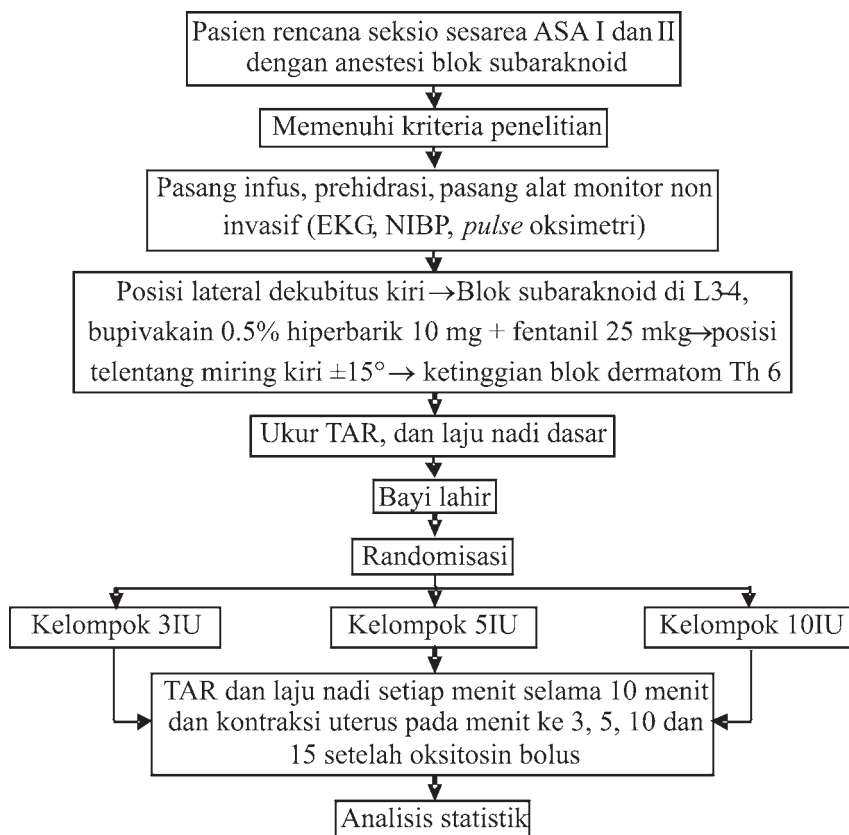 Pasien rencana seksio sesarea ASA I dan II
dengan anestesi blok subaraknoid
Memenuhi kriteria penelitian
Pasang infus, prehidrasi, pasang alat monitor non
invasif (EKG, NIBP, pulse oksimetri)
Posisi lateral dekubitus kiri→Blok subaraknoid di L3-4,
bupivakain 0.5% hiperbarik 10 mg + fentanil 25 mkg→posisi
telentang miring kiri ±15°→ ketinggian blok dermatom Th 6
Ukur TAR, dan laju nadi dasar
Bayi lahir
Randomisasi
Kelompok 3IU
Kelompok 5IU
Kelompok 10IU
TAR dan laju nadi setiap menit selama 10 menit
dan kontraksi uterus pada menit ke 3, 5, 10 dan
15 setelah oksitosin bolus
Analisis statistik